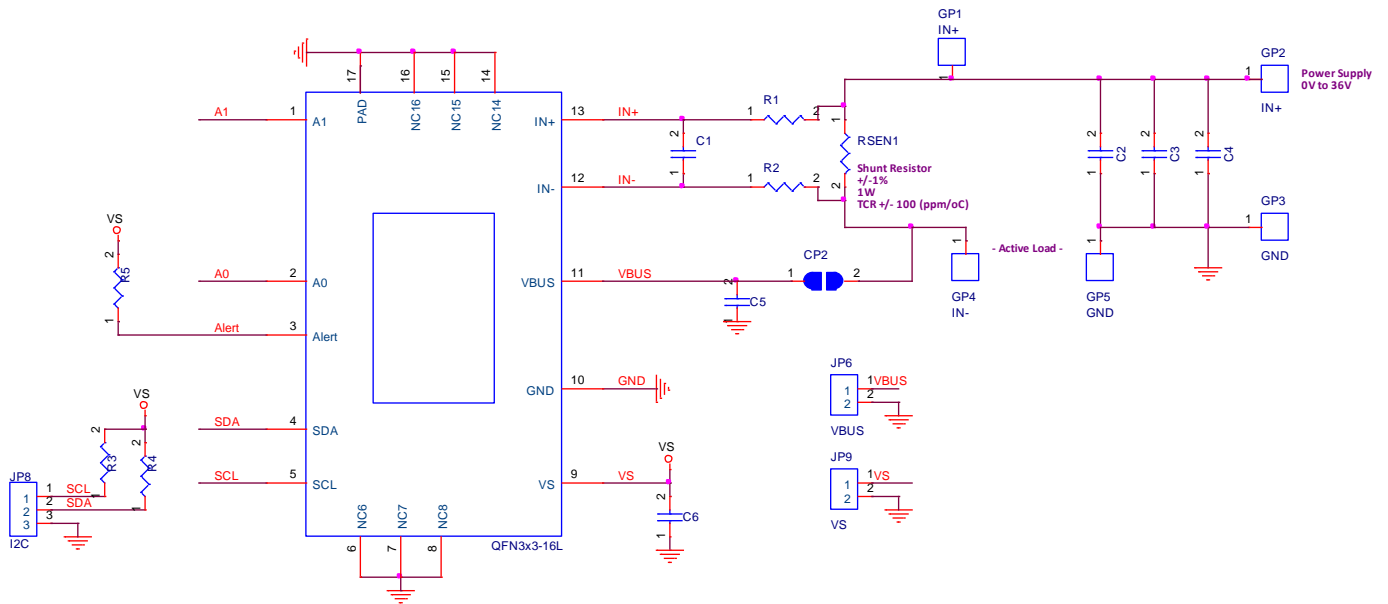 GP1
IN+
1
GP2
1
IN+
Power Supply
0V to 36V
17
16
15
14
PAD
NC16
NC15
NC14
A1
1
A1
IN+
13
IN+
2
C1
1
1
R1
2
1
RSEN1
2
Shunt Resistor
+/-1%
1W
TCR +/- 100 (ppm/oC)
IN-
12
IN-
1
R2
2
2
C2
1
2
C3
1
2
C4
1
GP3
1
GND
VS
2
R5
1
A0
2
A0
VBUS
11
VBUS
2
C5
1
CP2
1
2
1
GP4
IN-
- Active Load -
1
GP5
GND
Alert
3
Alert
GND
10
GND
JP6
1
2
1
VBUS
2
VBUS
VS
2
R3
1
2
R4
1
SDA
4
SDA
SCL
5
SCL
VS
9
VS
VS
2
C6
1
JP9
1
2
1
VS
2
VS
JP8
1
2
3
1
SCL
2
SDA
3
I2C
NC6
NC7
NC8
6
7
8
QFN3x3-16L